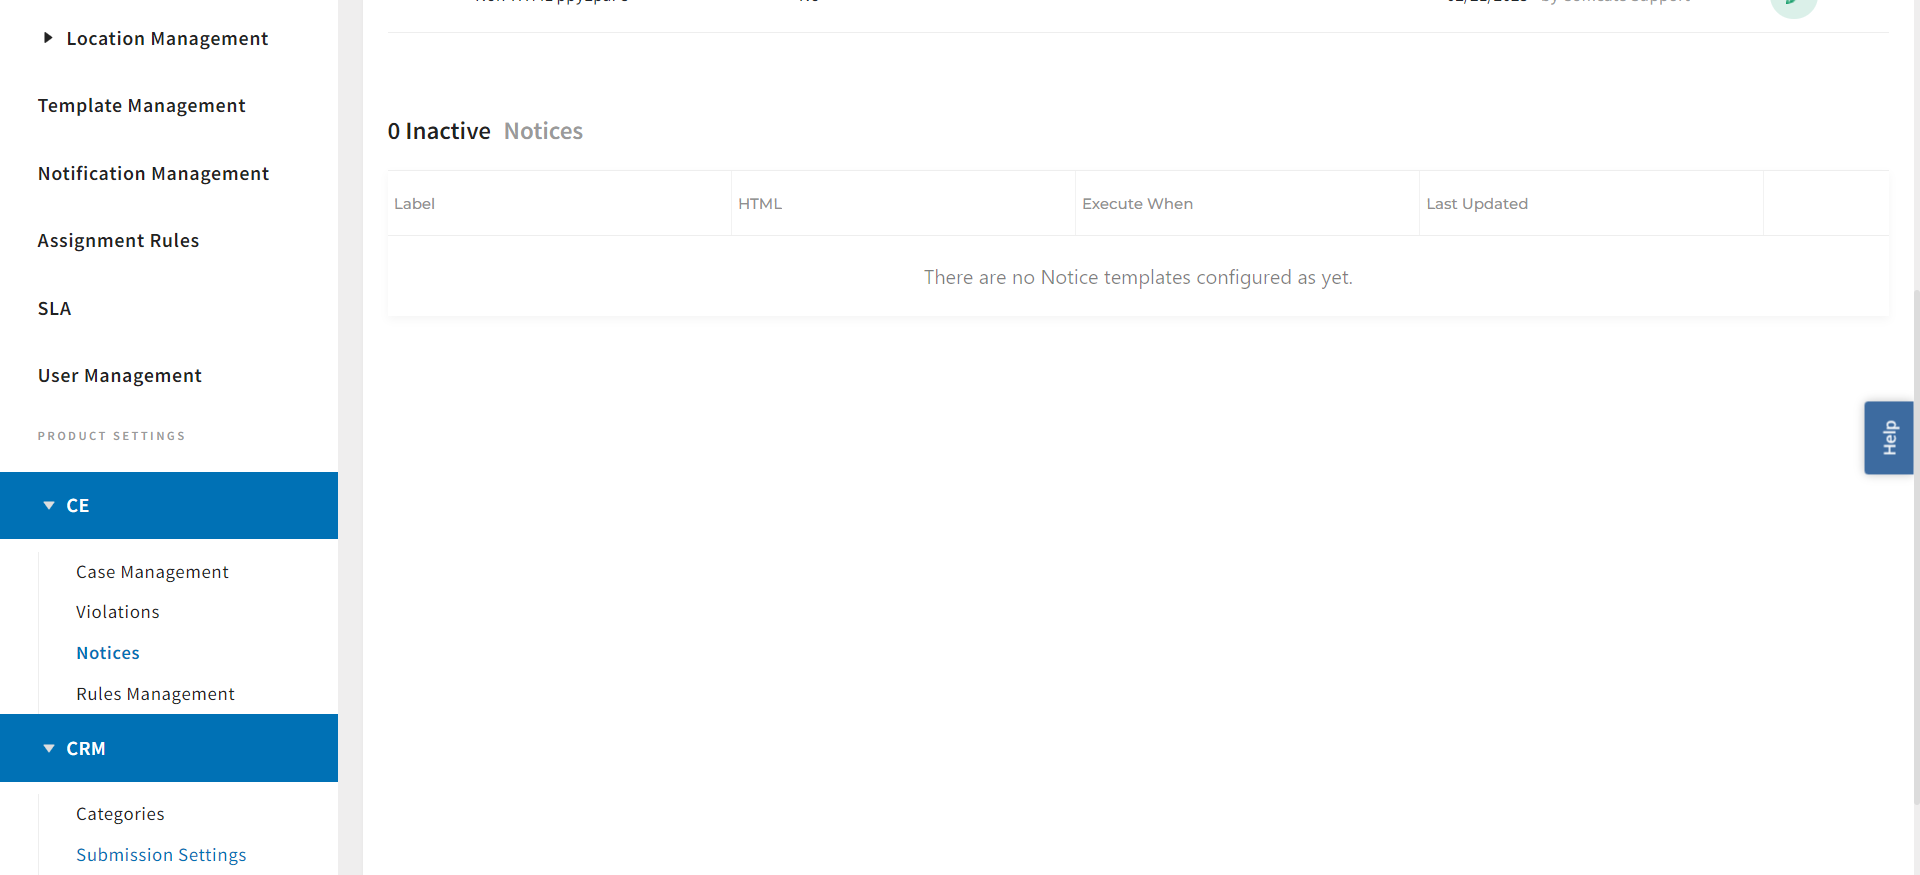 Location Management
Template Management
Notification Management
Assignment Rules
SLA
User Management
PRODUCT SETTINGS
CE
Case Management
Violations
Notices
Rules Management
CRM
Categories
Submission Settings
0 Inactive Notices
Label HTML Execute When Last Updated
There are no Notice templates configured as yet.
Help